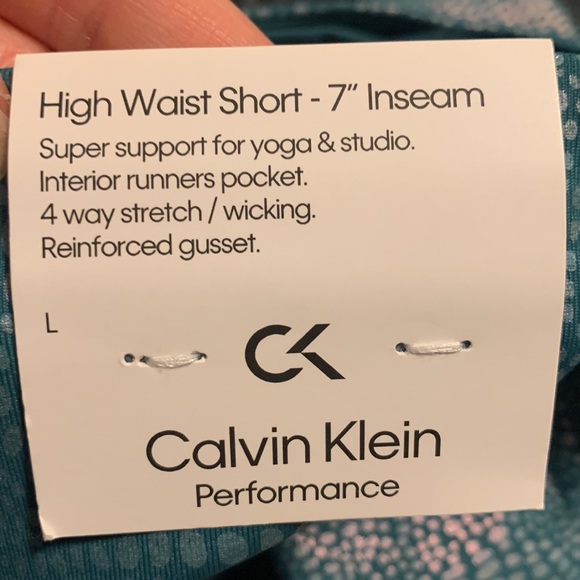 High Waist Short - 7" Inseam
Super support for yoga & studio.
Interior runners pocket.
4 way stretch / wicking.
Reinforced gusset.
L
CK
Calvin Klein
Performance